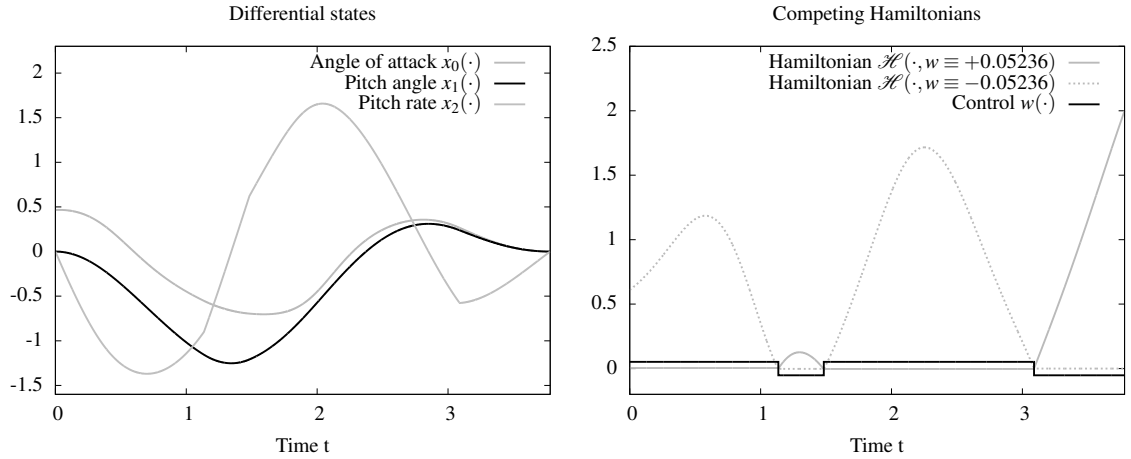 Differential states
Angle of attack x₀(·)
Pitch angle x₁(·)
Pitch rate x₂(·)
2
1.5
1
0.5
0
-0.5
-1
-1.5
0 1 2 3
Time t
Competing Hamiltonians
Hamiltonian ℋ(·, w ≡ +0.05236)
Hamiltonian ℋ(·, w ≡ −0.05236)
Control w(·)
2.5
2
1.5
1
0.5
0
0 1 2 3
Time t